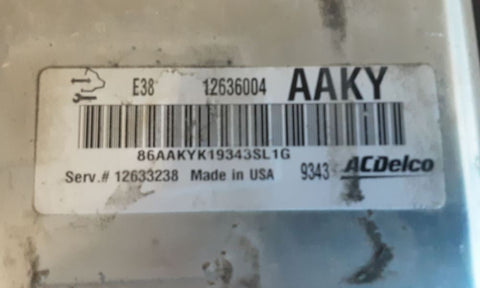 E38 12636004 AAKY
86AAKYK19343SL1G
Serv.# 12633238 Made in USA 9343 ACDelco